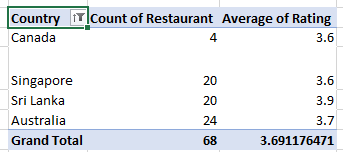 Country Count of Restaurant Average of Rating
Canada 4 3.6
Singapore 20 3.6
Sri Lanka 20 3.9
Australia 24 3.7
Grand Total 68 3.691176471